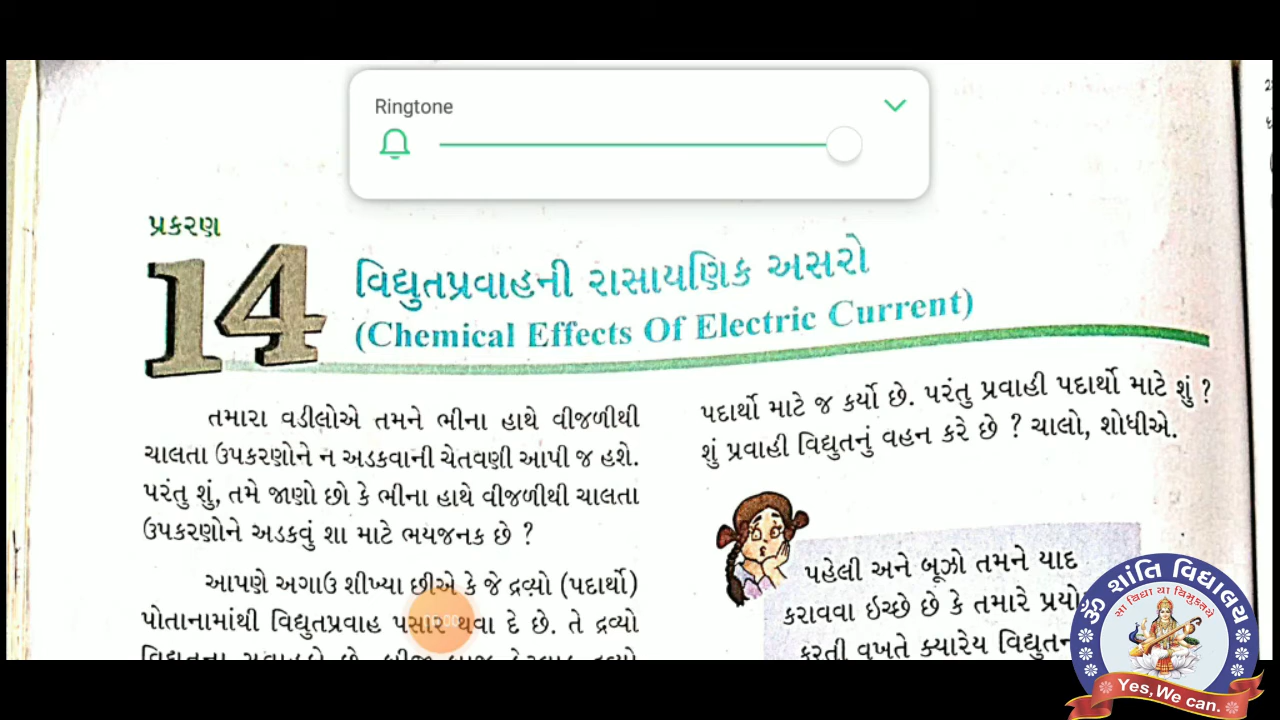 Ringtone
પ્રકરણ
14
વિદ્યુતપ્રવાહની રાસાયણિક અસરો
(Chemical Effects Of Electric Current)
તમારા વડીલોએ તમને ભીના હાથે વીજળીથી
ચાલતા ઉપકરણોને ન અડકવાની ચેતવણી આપી જ હશે.
પરંતુ શું, તમે જાણો છો કે ભીના હાથે વીજળીથી ચાલતા
ઉપકરણોને અડકવું શા માટે ભયજનક છે ?
આપણે અગાઉ શીખ્યા છીએ કે જે દ્રવ્યો (પદાર્થો)
પોતાનામાંથી વિદ્યુતપ્રવાહ પસાર થવા દે છે. તે દ્રવ્યો
પદાર્થો માટે જ કર્યો છે. પરંતુ પ્રવાહી પદાર્થો માટે શું ?
શું પ્રવાહી વિદ્યુતનું વહન કરે છે ? ચાલો, શોધીએ.
પહેલી અને બૂઝો તમને યાદ
કરાવવા ઇચ્છે છે કે તમારે
કરતી વખતે ક્યારેય
ૐ શાંતિ વિદ્યાલય
सा विद्या या विमुक्तये
Yes, We can.